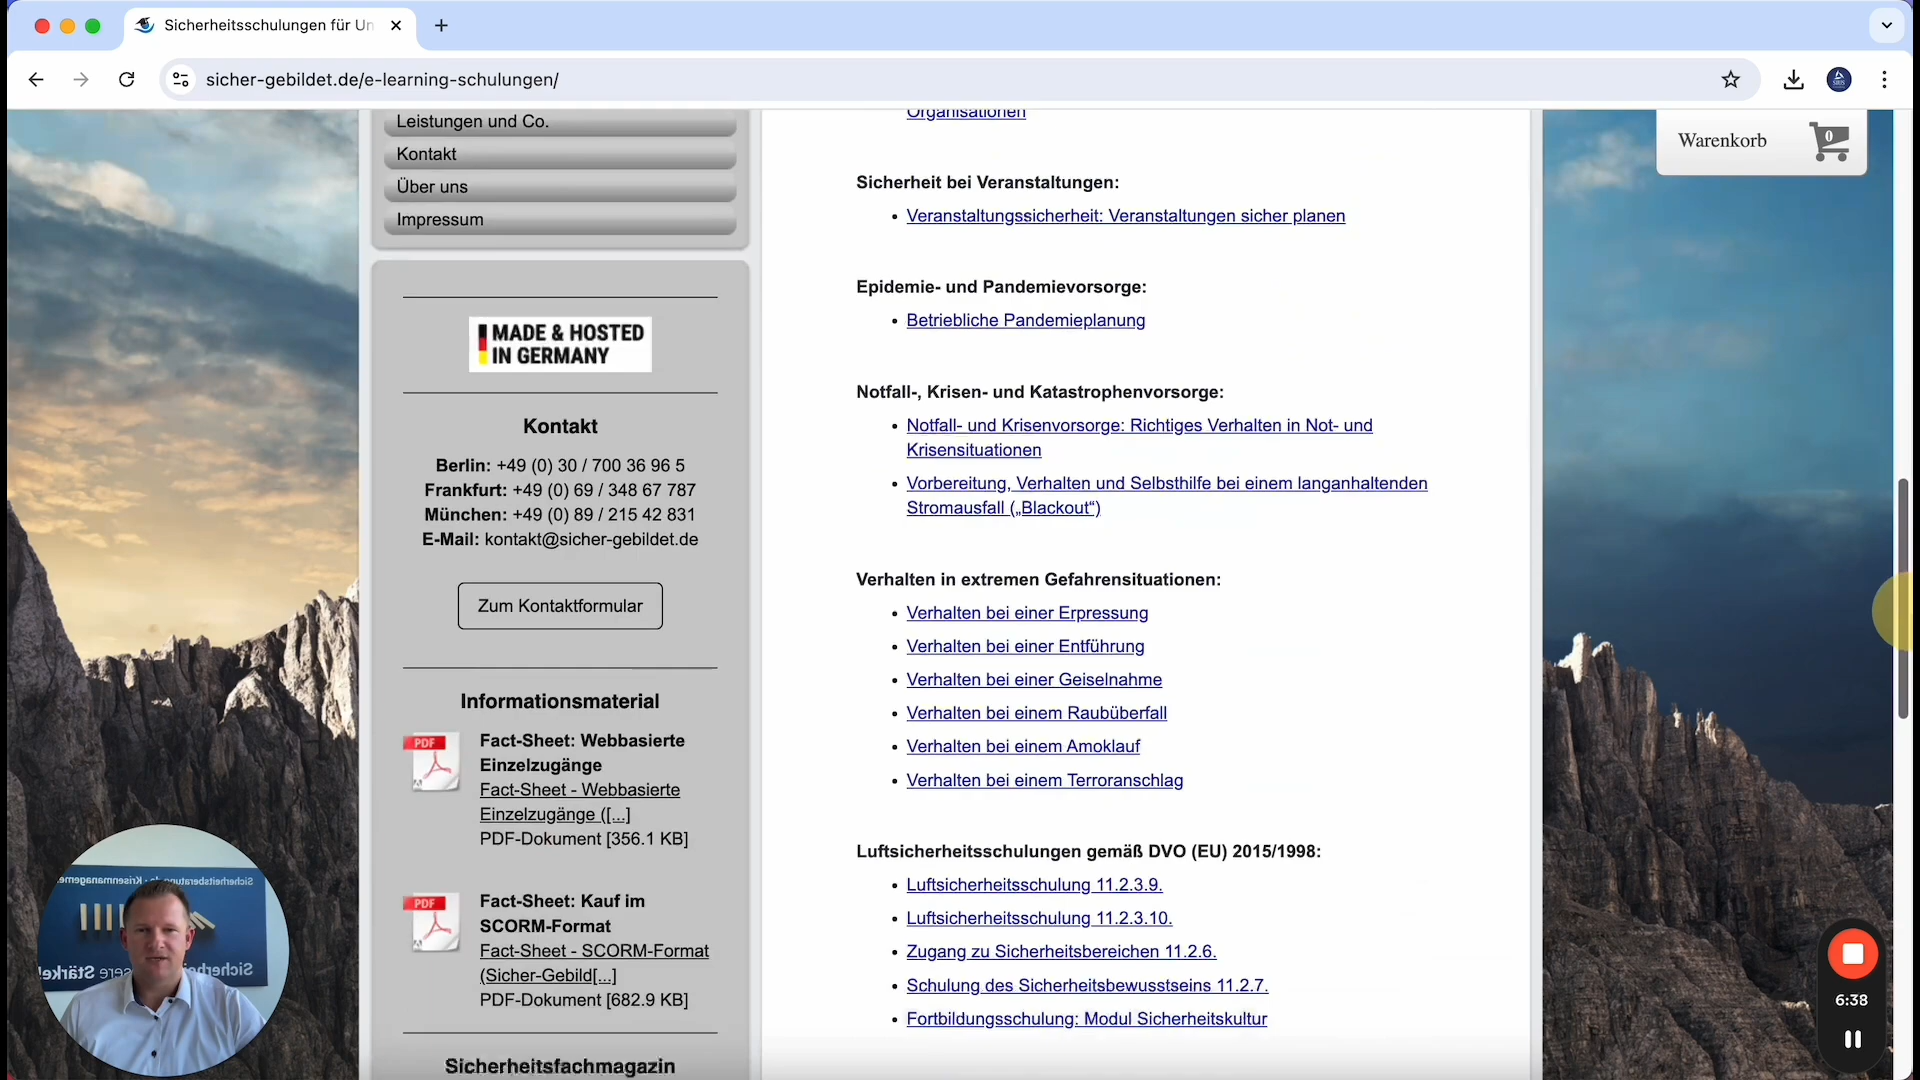 Sicherheitsschulungen für Un
sicher-gebildet.de/e-learning-schulungen/
Leistungen und Co.
Kontakt
Über uns
Impressum
MADE & HOSTED
IN GERMANY
Kontakt
Berlin: +49 (0) 30 / 700 36 96 5
Frankfurt: +49 (0) 69 / 348 67 787
München: +49 (0) 89 / 215 42 831
E-Mail: kontakt@sicher-gebildet.de
Zum Kontaktformular
Informationsmaterial
PDF
Fact-Sheet: Webbasierte
Einzelzugänge
Fact-Sheet - Webbasierte
Einzelzugänge ([...]
PDF-Dokument [356.1 KB]
PDF
Fact-Sheet: Kauf im
SCORM-Format
Fact-Sheet - SCORM-Format
(Sicher-Gebild[...]
PDF-Dokument [682.9 KB]
Sicherheitsfachmagazin
Organisationen
Sicherheit bei Veranstaltungen:
Veranstaltungssicherheit: Veranstaltungen sicher planen
Epidemie- und Pandemievorsorge:
Betriebliche Pandemieplanung
Notfall-, Krisen- und Katastrophenvorsorge:
Notfall- und Krisenvorsorge: Richtiges Verhalten in Not- und
Krisensituationen
Vorbereitung, Verhalten und Selbsthilfe bei einem langanhaltenden
Stromausfall („Blackout“)
Verhalten in extremen Gefahrensituationen:
Verhalten bei einer Erpressung
Verhalten bei einer Entführung
Verhalten bei einer Geiselnahme
Verhalten bei einem Raubüberfall
Verhalten bei einem Amoklauf
Verhalten bei einem Terroranschlag
Luftsicherheitsschulungen gemäß DVO (EU) 2015/1998:
Luftsicherheitsschulung 11.2.3.9.
Luftsicherheitsschulung 11.2.3.10.
Zugang zu Sicherheitsbereichen 11.2.6.
Schulung des Sicherheitsbewusstseins 11.2.7.
Fortbildungsschulung: Modul Sicherheitskultur
Warenkorb
0
Sicherheitsberatung
Krisenmanagement
6:38